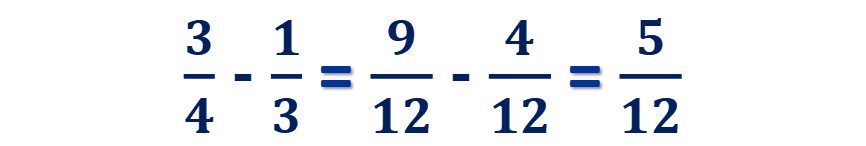 3/4 - 1/3 = 9/12 - 4/12 = 5/12